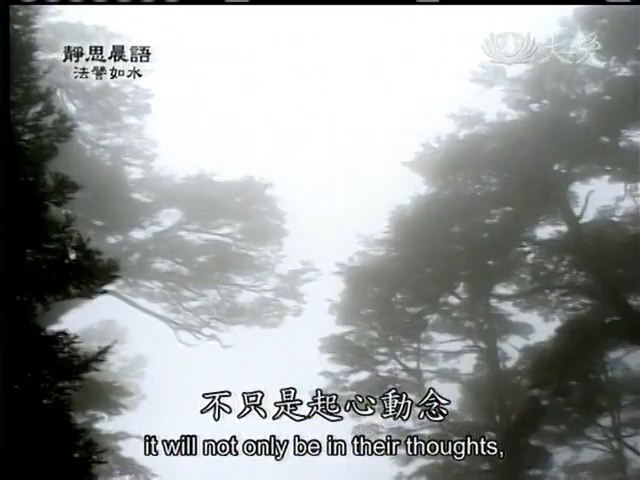 靜思晨語
法譬如水
大愛
不只是起心動念
it will not only be in their thoughts,